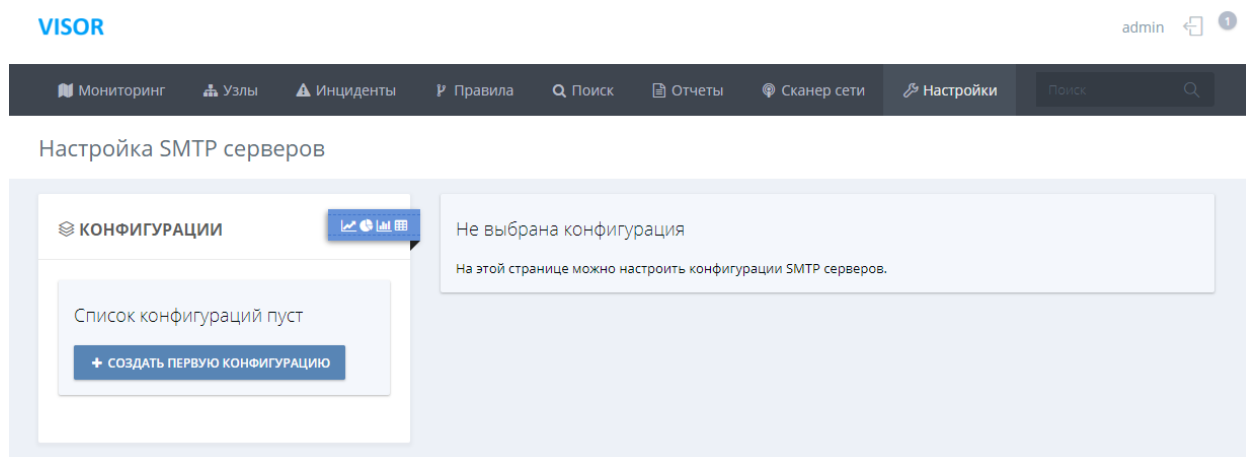 VISOR
admin 1
Мониторинг Узлы Инциденты Правила Поиск Отчеты Сканер сети Настройки Поиск
Настройка SMTP серверов
КОНФИГУРАЦИИ
Не выбрана конфигурация
На этой странице можно настроить конфигурации SMTP серверов.
Список конфигураций пуст
+ СОЗДАТЬ ПЕРВУЮ КОНФИГУРАЦИЮ